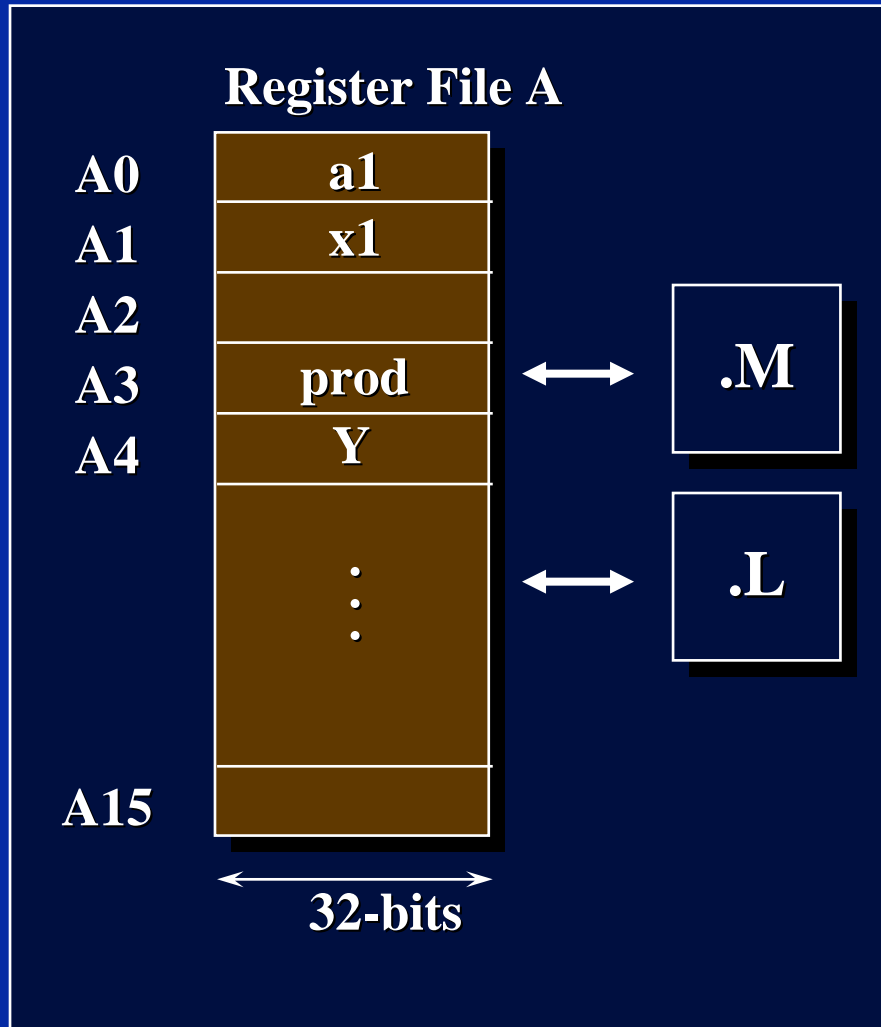 Register File A
A0 a1
A1 x1
A2
A3 prod
.M
A4 Y
.L
.
.
.
A15
32-bits